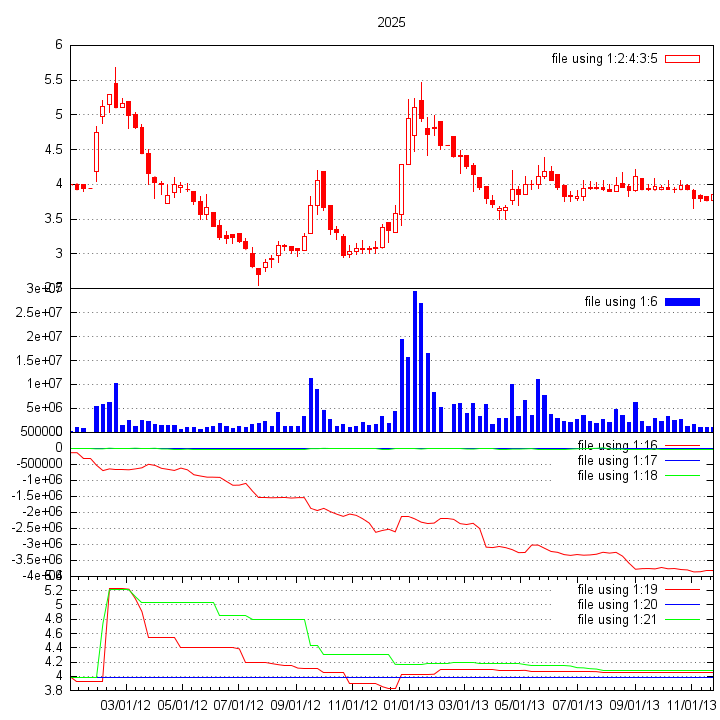 2025
6
file using 1:2:4:3:5
5.5
5
4.5
4
3.5
3
3e+07
file using 1:6
2.5e+07
2e+07
1.5e+07
1e+07
5e+06
500000
0
file using 1:16
-500000
file using 1:17
-1e+06
file using 1:18
-1.5e+06
-2e+06
-2.5e+06
-3e+06
-3.5e+06
-4e+06
5.2
file using 1:19
5
file using 1:20
4.8
file using 1:21
4.6
4.4
4.2
4
3.8
03/01/12 05/01/12 07/01/12 09/01/12 11/01/12 01/01/13 03/01/13 05/01/13 07/01/13 09/01/13 11/01/13